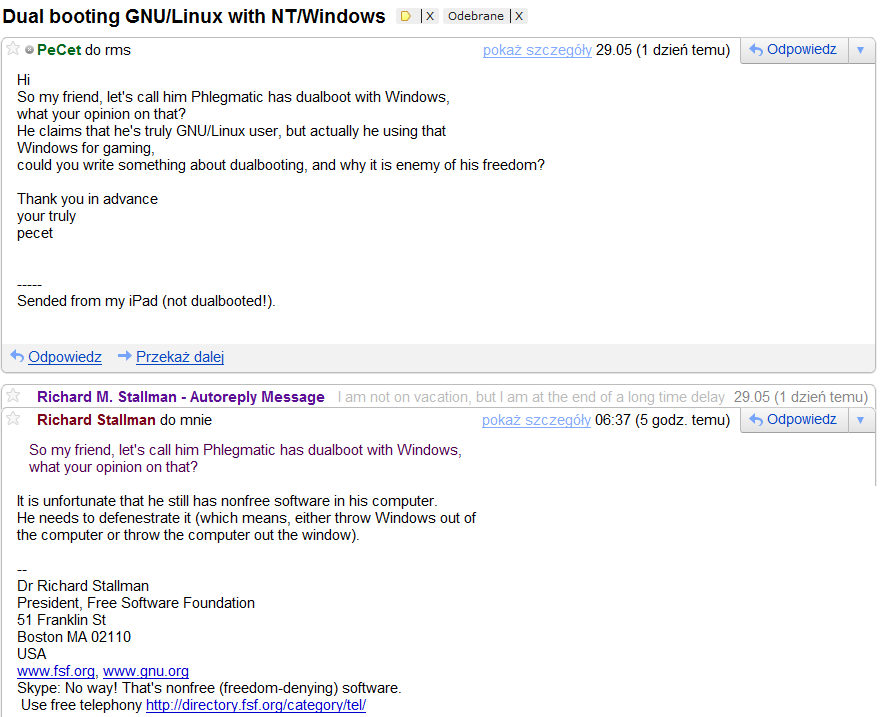 Dual booting GNU/Linux with NT/Windows | X Odebrane | X
PeCet do rms pokaż szczegóły 29.05 (1 dzień temu) Odpowiedz
Hi
So my friend, let's call him Phlegmatic has dualboot with Windows,
what your opinion on that?
He claims that he's truly GNU/Linux user, but actually he using that
Windows for gaming,
could you write something about dualbooting, and why it is enemy of his freedom?
Thank you in advance
your truly
pecet
-----
Sended from my iPad (not dualbooted!).
Odpowiedz Przekaż dalej
Richard M. Stallman - Autoreply Message I am not on vacation, but I am at the end of a long time delay 29.05 (1 dzień temu)
Richard Stallman do mnie pokaż szczegóły 06:37 (5 godz. temu) Odpowiedz
So my friend, let's call him Phlegmatic has dualboot with Windows,
what your opinion on that?
It is unfortunate that he still has nonfree software in his computer.
He needs to defenestrate it (which means, either throw Windows out of
the computer or throw the computer out the window).
--
Dr Richard Stallman
President, Free Software Foundation
51 Franklin St
Boston MA 02110
USA
www.fsf.org, www.gnu.org
Skype: No way! That's nonfree (freedom-denying) software.
Use free telephony http://directory.fsf.org/category/tel/